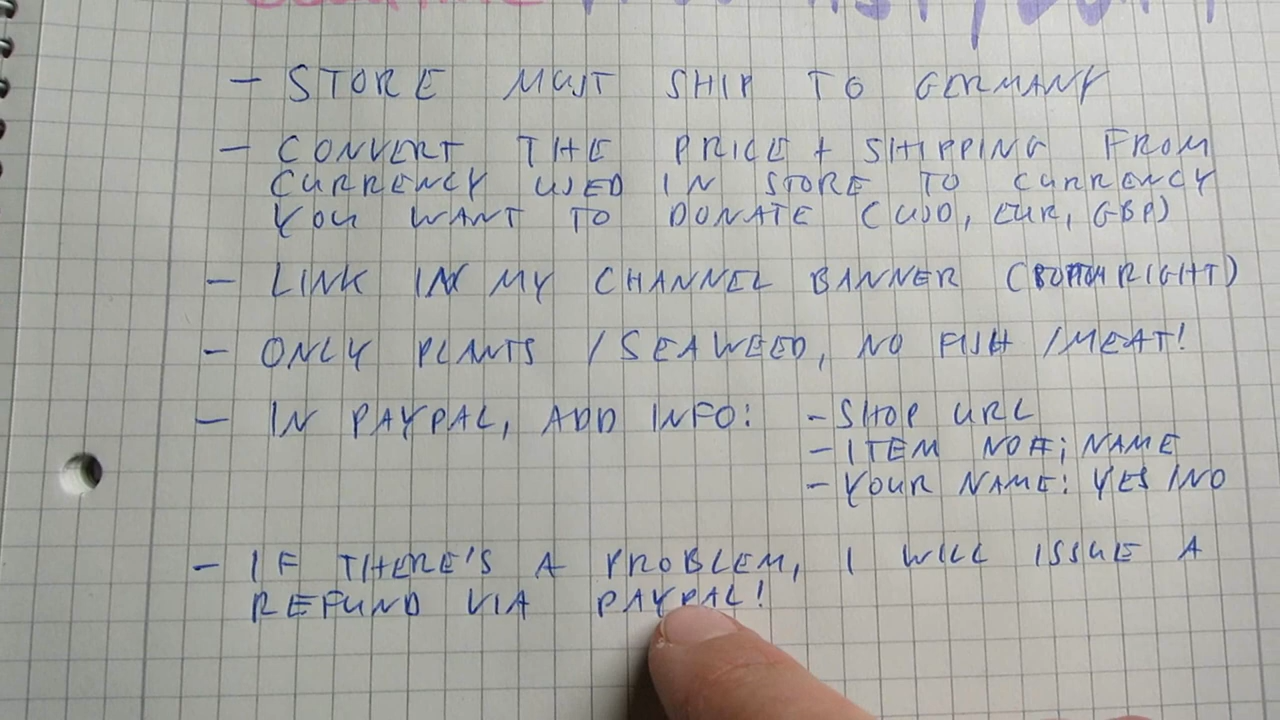 - STORE MUST SHIP TO GERMANY
- CONVERT THE PRICE + SHIPPING FROM
CURRENCY USED IN STORE TO CURRENCY
YOU WANT TO DONATE (USD, EUR, GBP)
- LINK IN MY CHANNEL BANNER (BOTTOM RIGHT)
- ONLY PLANTS / SEAWEED, NO FISH / MEAT!
- IN PAYPAL, ADD INFO: - SHOP URL
- ITEM NO#; NAME
- YOUR NAME: YES / NO
- IF THERE'S A PROBLEM, I WILL ISSUE A
REFUND VIA PAYPAL!